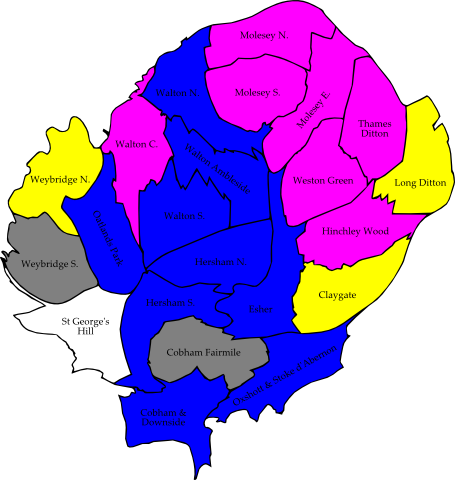 Molesey N.
Walton N.
Molesey S.
Molesey E.
Thames
Ditton
Walton C.
Walton Ambleside
Weybridge N.
Weston Green
Long Ditton
Oatlands Park
Walton S.
Hinchley Wood
Weybridge S.
Hersham N.
Claygate
Hersham S.
Esher
St George's
Hill
Cobham Fairmile
Oxshott & Stoke d'Abernon
Cobham &
Downside